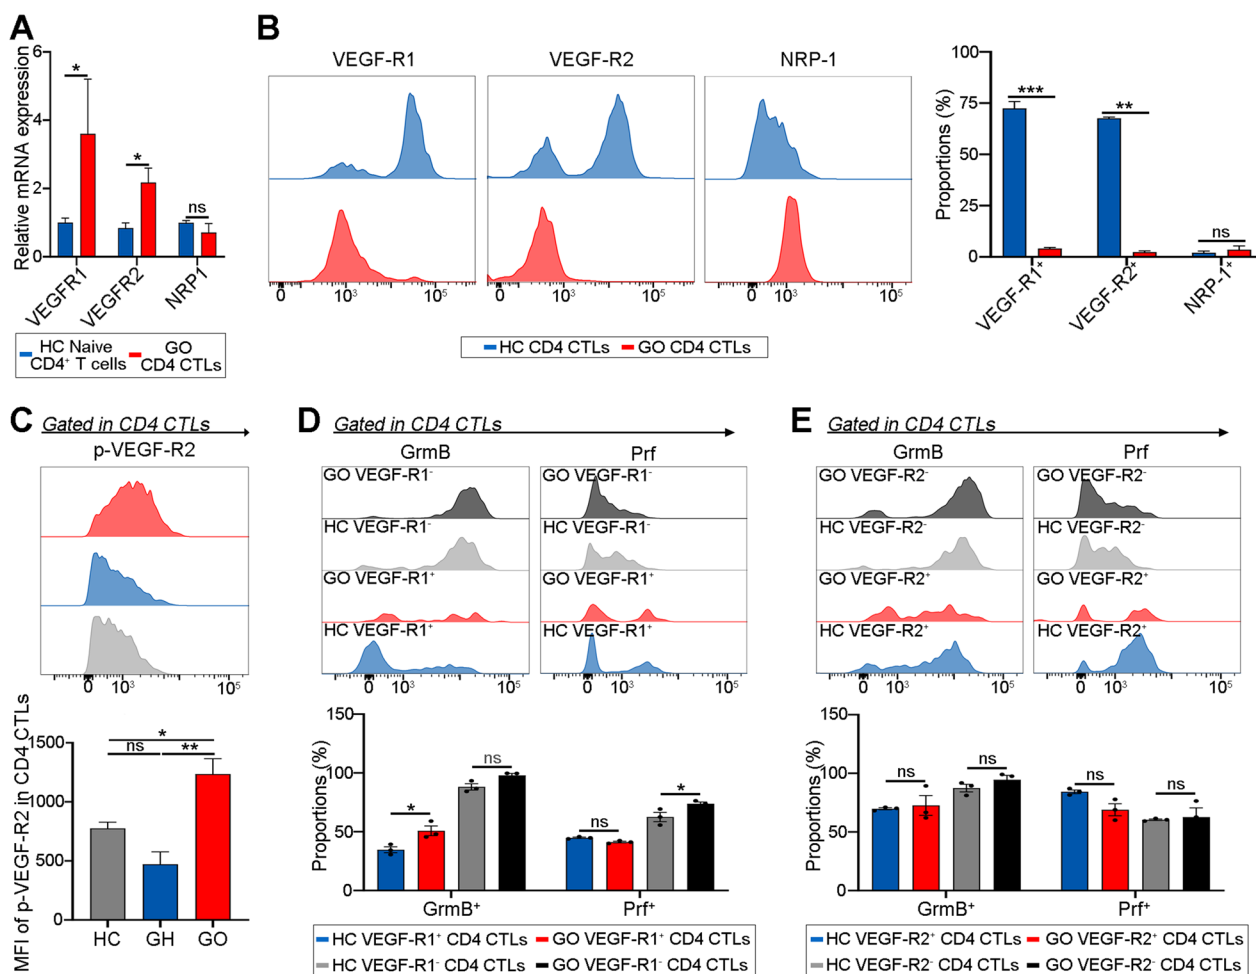 A
Relative mRNA expression
6
4
2
0
*
*
ns
VEGFR1
VEGFR2
NRP1
HC Naive
CD4⁺ T cells
GO
CD4 CTLs
B
VEGF-R1
VEGF-R2
NRP-1
0 10³ 10⁵
0 10³ 10⁵
0 10³ 10⁵
HC CD4 CTLs
GO CD4 CTLs
Proportions (%)
100
75
50
25
0
***
**
ns
VEGF-R1⁺
VEGF-R2⁺
NRP-1⁺
C
Gated in CD4 CTLs
p-VEGF-R2
0 10³ 10⁵
MFI of p-VEGF-R2 in CD4 CTLs
1500
1000
500
0
*
ns
**
HC
GH
GO
D
Gated in CD4 CTLs
GrmB
Prf
GO VEGF-R1⁻
HC VEGF-R1⁻
GO VEGF-R1⁺
HC VEGF-R1⁺
GO VEGF-R1⁻
HC VEGF-R1⁻
GO VEGF-R1⁺
HC VEGF-R1⁺
0 10³ 10⁵
0 10³ 10⁵
Proportions (%)
150
100
50
0
*
ns
ns
*
GrmB⁺
Prf⁺
HC VEGF-R1⁺ CD4 CTLs
GO VEGF-R1⁺ CD4 CTLs
HC VEGF-R1⁻ CD4 CTLs
GO VEGF-R1⁻ CD4 CTLs
E
Gated in CD4 CTLs
GrmB
Prf
GO VEGF-R2⁻
HC VEGF-R2⁻
GO VEGF-R2⁺
HC VEGF-R2⁺
GO VEGF-R2⁻
HC VEGF-R2⁻
GO VEGF-R2⁺
HC VEGF-R2⁺
0 10³ 10⁵
0 10³ 10⁵
Proportions (%)
150
100
50
0
ns
ns
ns
ns
GrmB⁺
Prf⁺
HC VEGF-R2⁺ CD4 CTLs
GO VEGF-R2⁺ CD4 CTLs
HC VEGF-R2⁻ CD4 CTLs
GO VEGF-R2⁻ CD4 CTLs